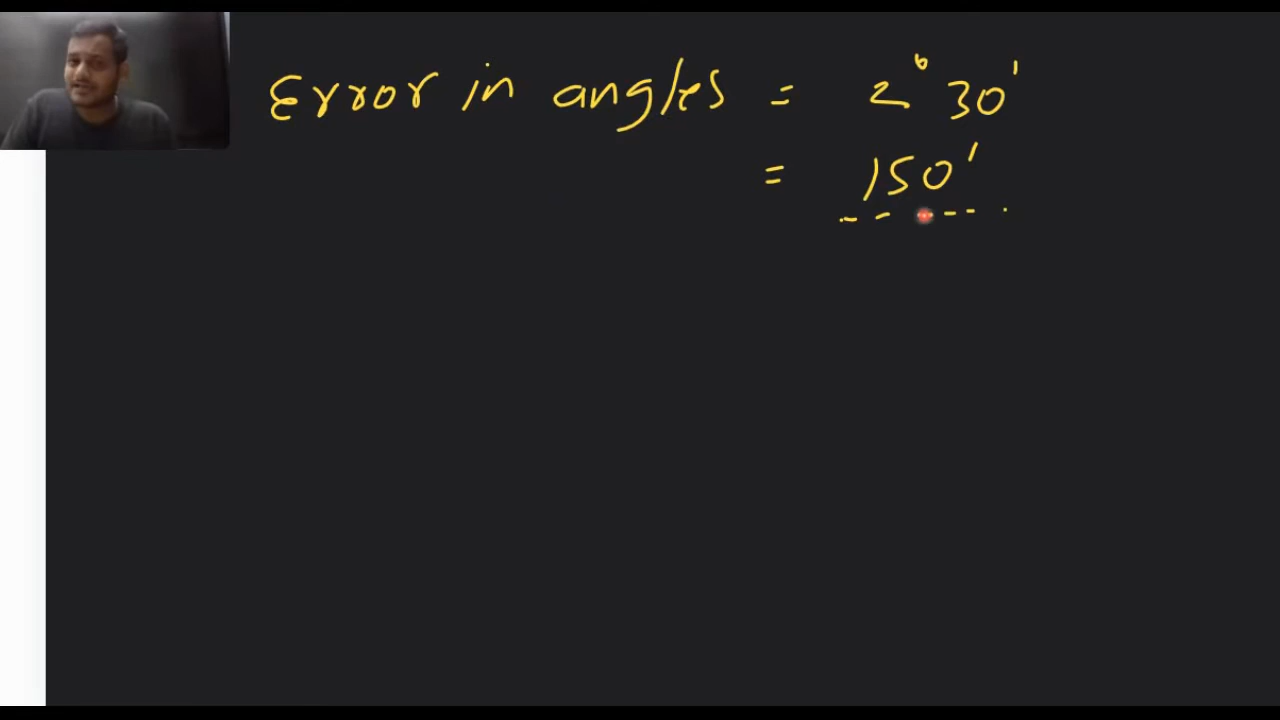 Error in angles = 2° 30'
= 150'